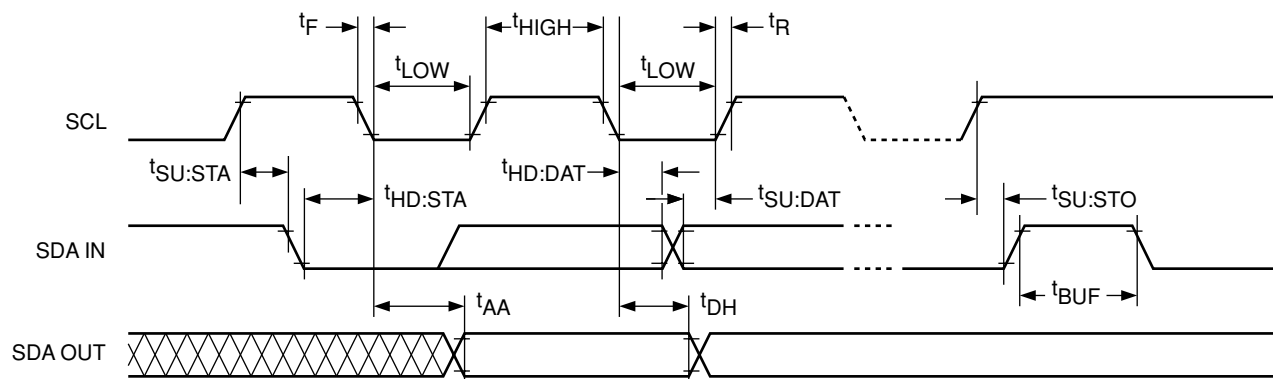 tF
tHIGH
tR
tLOW
tLOW
SCL
tSU:STA
tHD:STA
tHD:DAT
tSU:DAT
tSU:STO
SDA IN
tBUF
tAA
tDH
SDA OUT